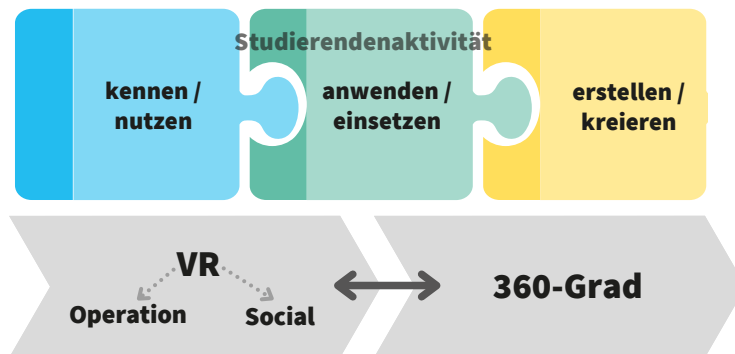 Studierendenaktivität
kennen /
nutzen
anwenden /
einsetzen
erstellen /
kreieren
VR
Operation
Social
360-Grad